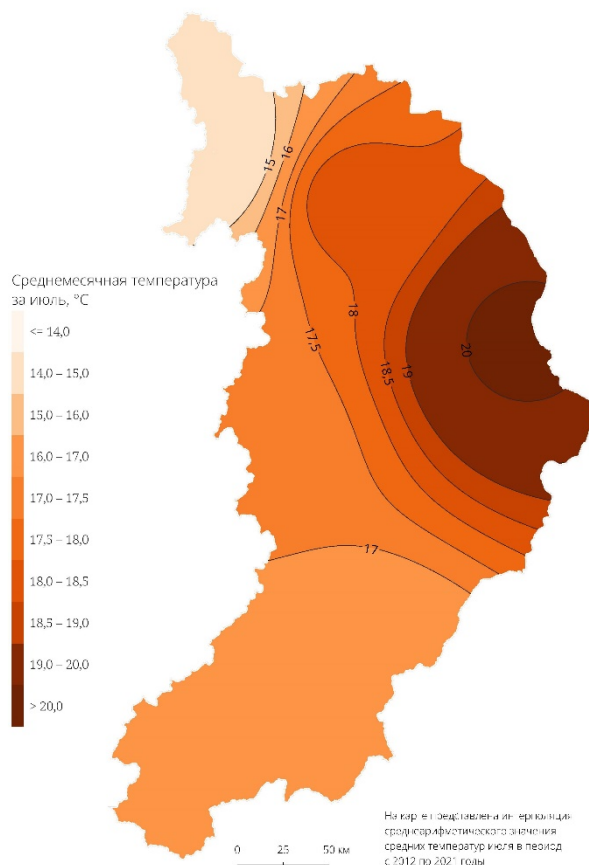 15
16
17
Среднемесячная температура
за июль, °C
<= 14,0
14,0 – 15,0
15,0 – 16,0
16,0 – 17,0
17,0 – 17,5
17,5 – 18,0
18,0 – 18,5
18,5 – 19,0
19,0 – 20,0
> 20,0
18
17,5
18,5
19
20
17
На карте представлена интерполяция
среднеарифметического значения
средних температур июля в период
с 2012 по 2021 годы
0 25 50 км